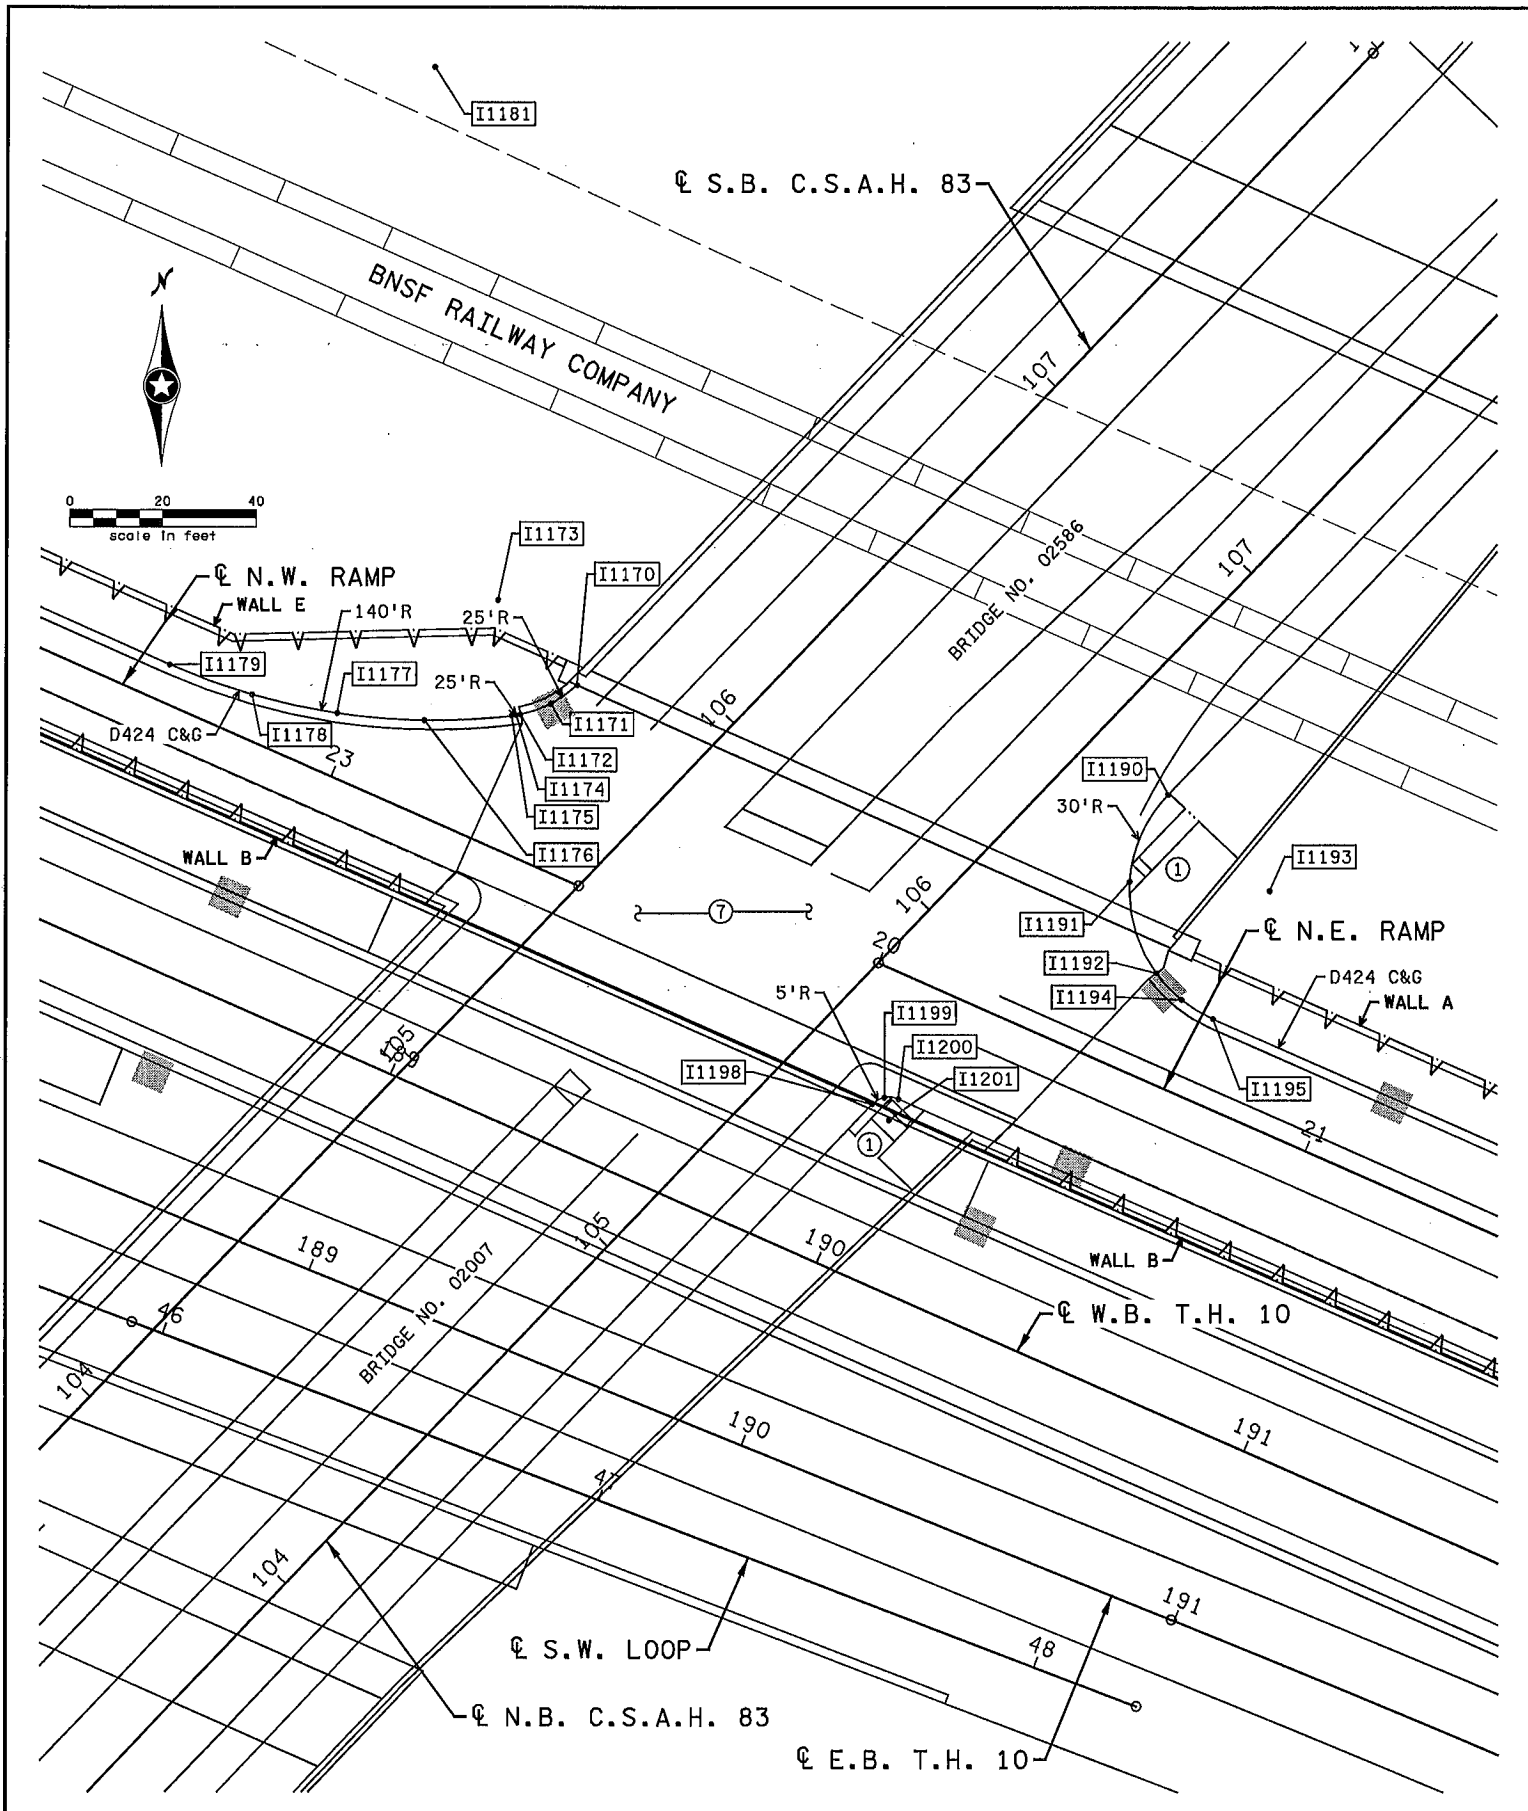 I1181
℄ S.B. C.S.A.H. 83
BNSF RAILWAY COMPANY
N
107
0 20 40
scale in feet
I1173
107
BRIDGE NO. 02586
℄ N.W. RAMP
I1170
WALL E
140'R
25'R
I1179
I1177
25'R
106
I1171
D424 C&G
I1178
23
I1172
I1190
I1174
30'R
I1175
WALL B
I1176
I1193
1
106
7
I1191
℄ N.E. RAMP
20
I1192
D424 C&G
5'R
I1194
WALL A
I1199
105
189
I1200
I1198
I1201
I1195
21
1
105
190
189
WALL B
BRIDGE NO. 02007
46
℄ W.B. T.H. 10
104
190
191
47
104
191
℄ S.W. LOOP
48
℄ N.B. C.S.A.H. 83
℄ E.B. T.H. 10